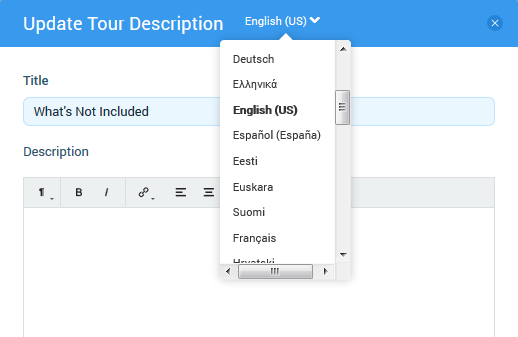 Update Tour Description
English (US)
Title
What's Not Included
Description
¶ B I
Deutsch
Ελληνικά
English (US)
Español (España)
Eesti
Euskara
Suomi
Français
Hrvatski